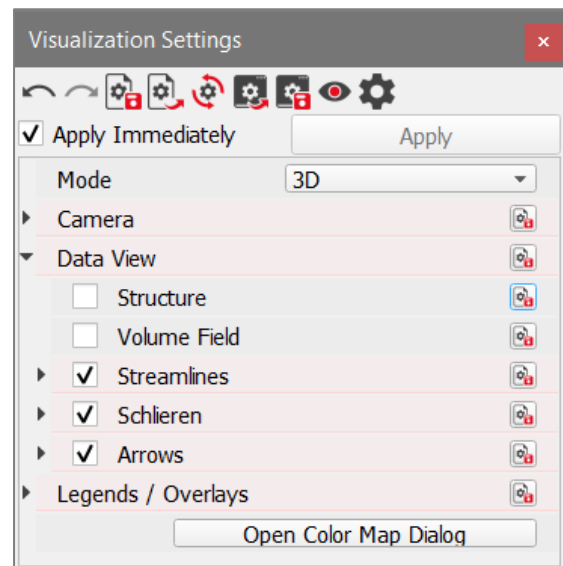 Visualization Settings
Apply Immediately Apply
Mode 3D
Camera
Data View
Structure
Volume Field
Streamlines
Schlieren
Arrows
Legends / Overlays
Open Color Map Dialog